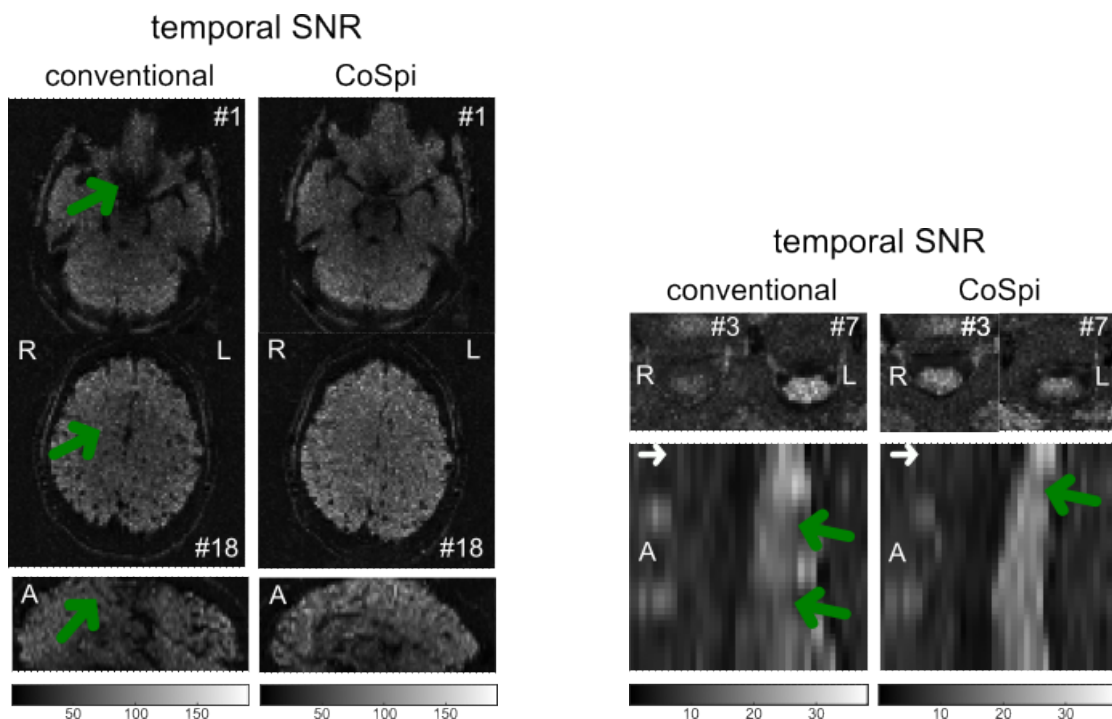 temporal SNR
conventional CoSpi
#1 #1
R L
#18 #18
A A
50 100 150 50 100 150
temporal SNR
conventional CoSpi
#3 #7 #3 #7
R L R L
A A
10 20 30 10 20 30